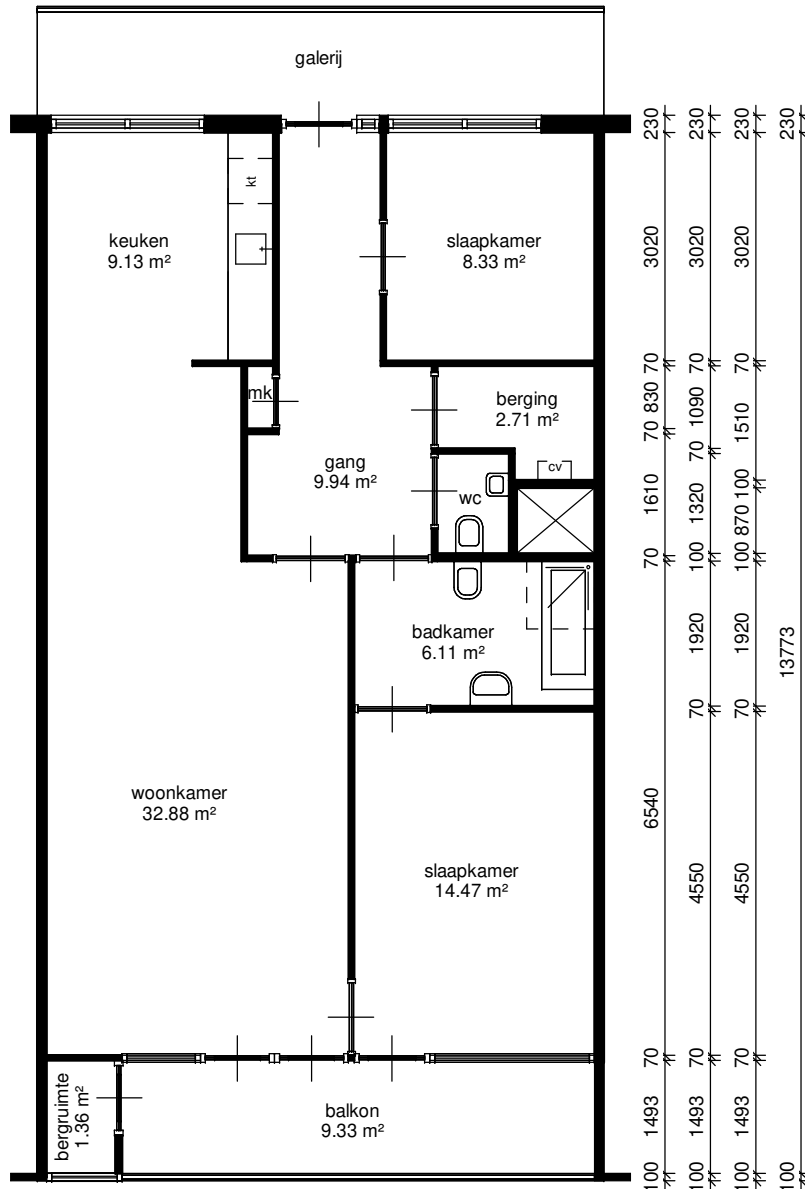 galerij
keuken
9.13 m²
kt
slaapkamer
8.33 m²
mk
berging
2.71 m²
gang
9.94 m²
wc
cv
badkamer
6.11 m²
woonkamer
32.88 m²
slaapkamer
14.47 m²
bergruimte
1.36 m²
balkon
9.33 m²
230
3020
70
830
70
1610
70
6540
70
1493
100
230
3020
70
1090
70
1320
100
1920
70
4550
70
1493
100
230
3020
70
1510
100
870
100
1920
70
4550
70
1493
100
230
13773
100